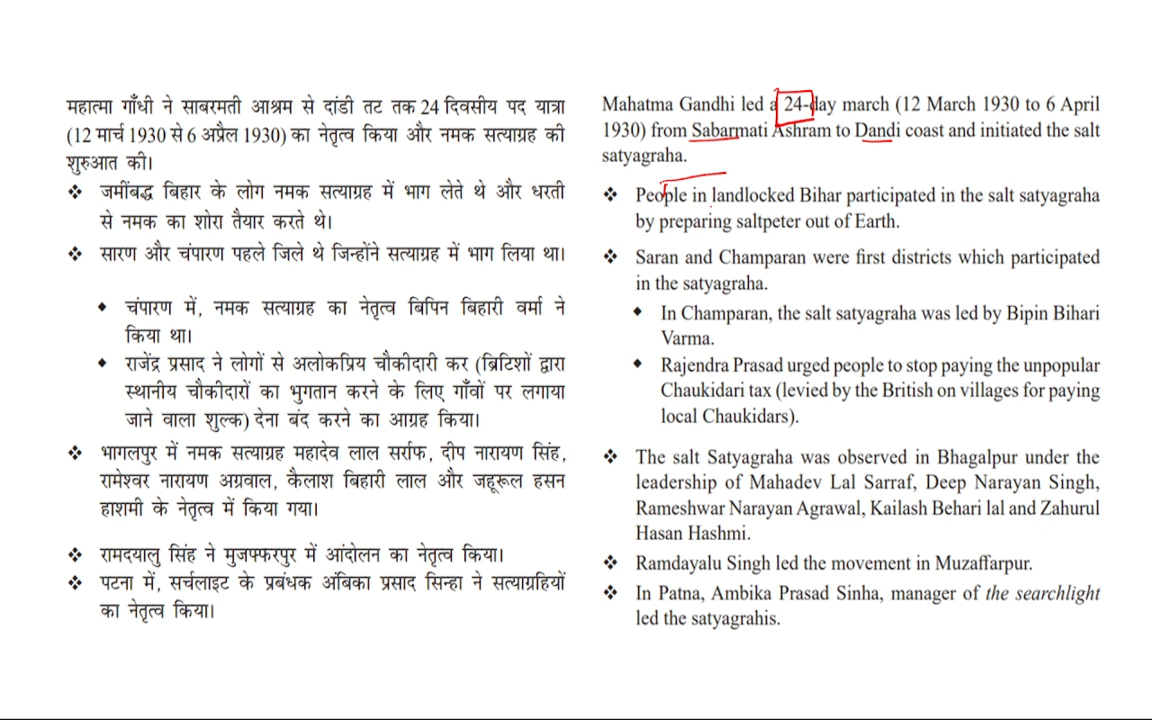 महात्मा गाँधी ने साबरमती आश्रम से दांडी तट तक 24 दिवसीय पद यात्रा
(12 मार्च 1930 से 6 अप्रैल 1930) का नेतृत्व किया और नमक सत्याग्रह की
शुरुआत की।
❖ जमींबद्ध बिहार के लोग नमक सत्याग्रह में भाग लेते थे और धरती
से नमक का शोरा तैयार करते थे।
❖ सारण और चंपारण पहले जिले थे जिन्होंने सत्याग्रह में भाग लिया था।
◆ चंपारण में, नमक सत्याग्रह का नेतृत्व बिपिन बिहारी वर्मा ने
किया था।
◆ राजेंद्र प्रसाद ने लोगों से अलोकप्रिय चौकीदारी कर (ब्रिटिशों द्वारा
स्थानीय चौकीदारों का भुगतान करने के लिए गाँवों पर लगाया
जाने वाला शुल्क) देना बंद करने का आग्रह किया।
❖ भागलपुर में नमक सत्याग्रह महादेव लाल सर्राफ, दीप नारायण सिंह,
रामेश्वर नारायण अग्रवाल, कैलाश बिहारी लाल और जहूरूल हसन
हाशमी के नेतृत्व में किया गया।
❖ रामदयालु सिंह ने मुजफ्फरपुर में आंदोलन का नेतृत्व किया।
❖ पटना में, सर्चलाइट के प्रबंधक अंबिका प्रसाद सिन्हा ने सत्याग्रहियों
का नेतृत्व किया।
Mahatma Gandhi led a 24-day march (12 March 1930 to 6 April
1930) from Sabarmati Ashram to Dandi coast and initiated the salt
satyagraha.
❖ People in landlocked Bihar participated in the salt satyagraha
by preparing saltpeter out of Earth.
❖ Saran and Champaran were first districts which participated
in the satyagraha.
◆ In Champaran, the salt satyagraha was led by Bipin Bihari
Varma.
◆ Rajendra Prasad urged people to stop paying the unpopular
Chaukidari tax (levied by the British on villages for paying
local Chaukidars).
❖ The salt Satyagraha was observed in Bhagalpur under the
leadership of Mahadev Lal Sarraf, Deep Narayan Singh,
Rameshwar Narayan Agrawal, Kailash Behari lal and Zahurul
Hasan Hashmi.
❖ Ramdayalu Singh led the movement in Muzaffarpur.
❖ In Patna, Ambika Prasad Sinha, manager of the searchlight
led the satyagrahis.